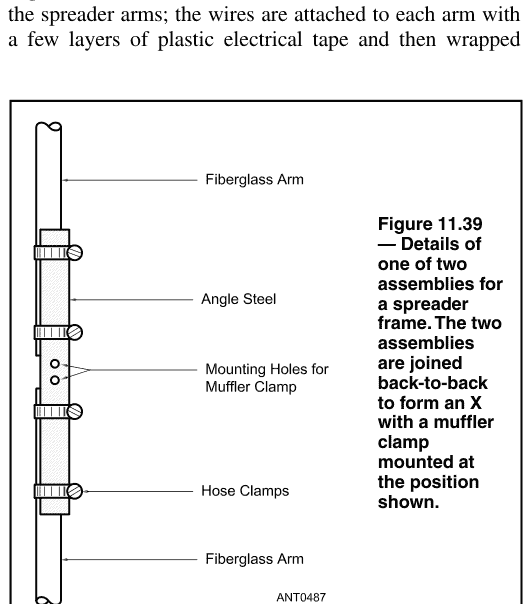 the spreader arms; the wires are attached to each arm with
a few layers of plastic electrical tape and then wrapped
Fiberglass Arm
Angle Steel
Mounting Holes for
Muffler Clamp
Hose Clamps
Fiberglass Arm
ANT0487
Figure 11.39
— Details of
one of two
assemblies for
a spreader
frame. The two
assemblies
are joined
back-to-back
to form an X
with a muffler
clamp
mounted at
the position
shown.